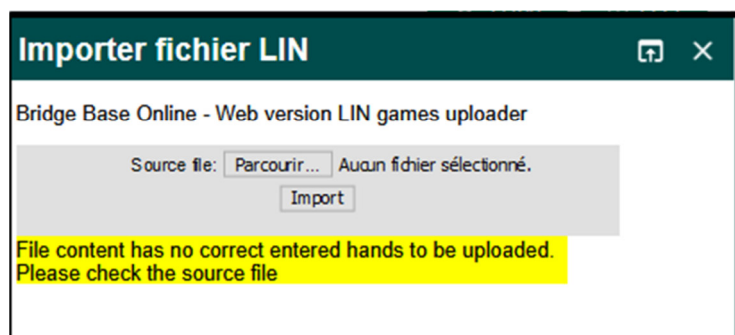 Importer fichier LIN
Bridge Base Online - Web version LIN games uploader
Source file: Parcourir... Aucun fichier sélectionné.
Import
File content has no correct entered hands to be uploaded.
Please check the source file